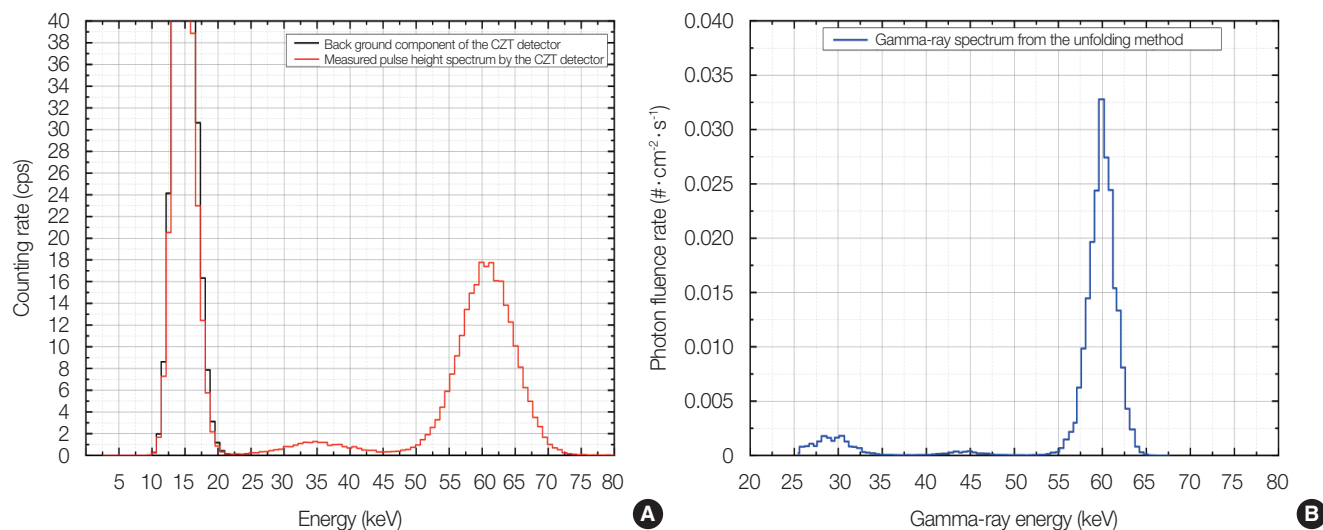 40
38
36
34
32
30
28
26
24
22
20
18
16
14
12
10
8
6
4
2
0
Counting rate (cps)
Back ground component of the CZT detector
Measured pulse height spectrum by the CZT detector
5 10 15 20 25 30 35 40 45 50 55 60 65 70 75 80
Energy (keV)
A
0.040
0.035
0.030
0.025
0.020
0.015
0.010
0.005
0
Photon fluence rate (#·cm⁻²·s⁻¹)
Gamma-ray spectrum from the unfolding method
20 25 30 35 40 45 50 55 60 65 70 75 80
Gamma-ray energy (keV)
B